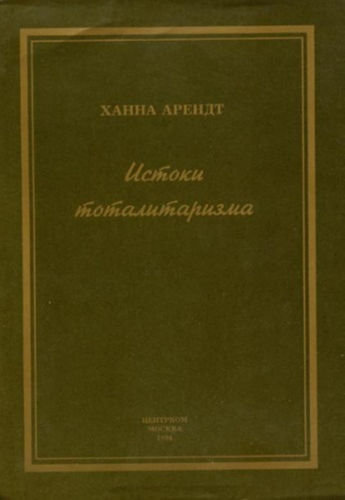 ХАННА АРЕНДТ
Истоки
тоталитаризма
ЦЕНТРКОМ
МОСКВА
1996